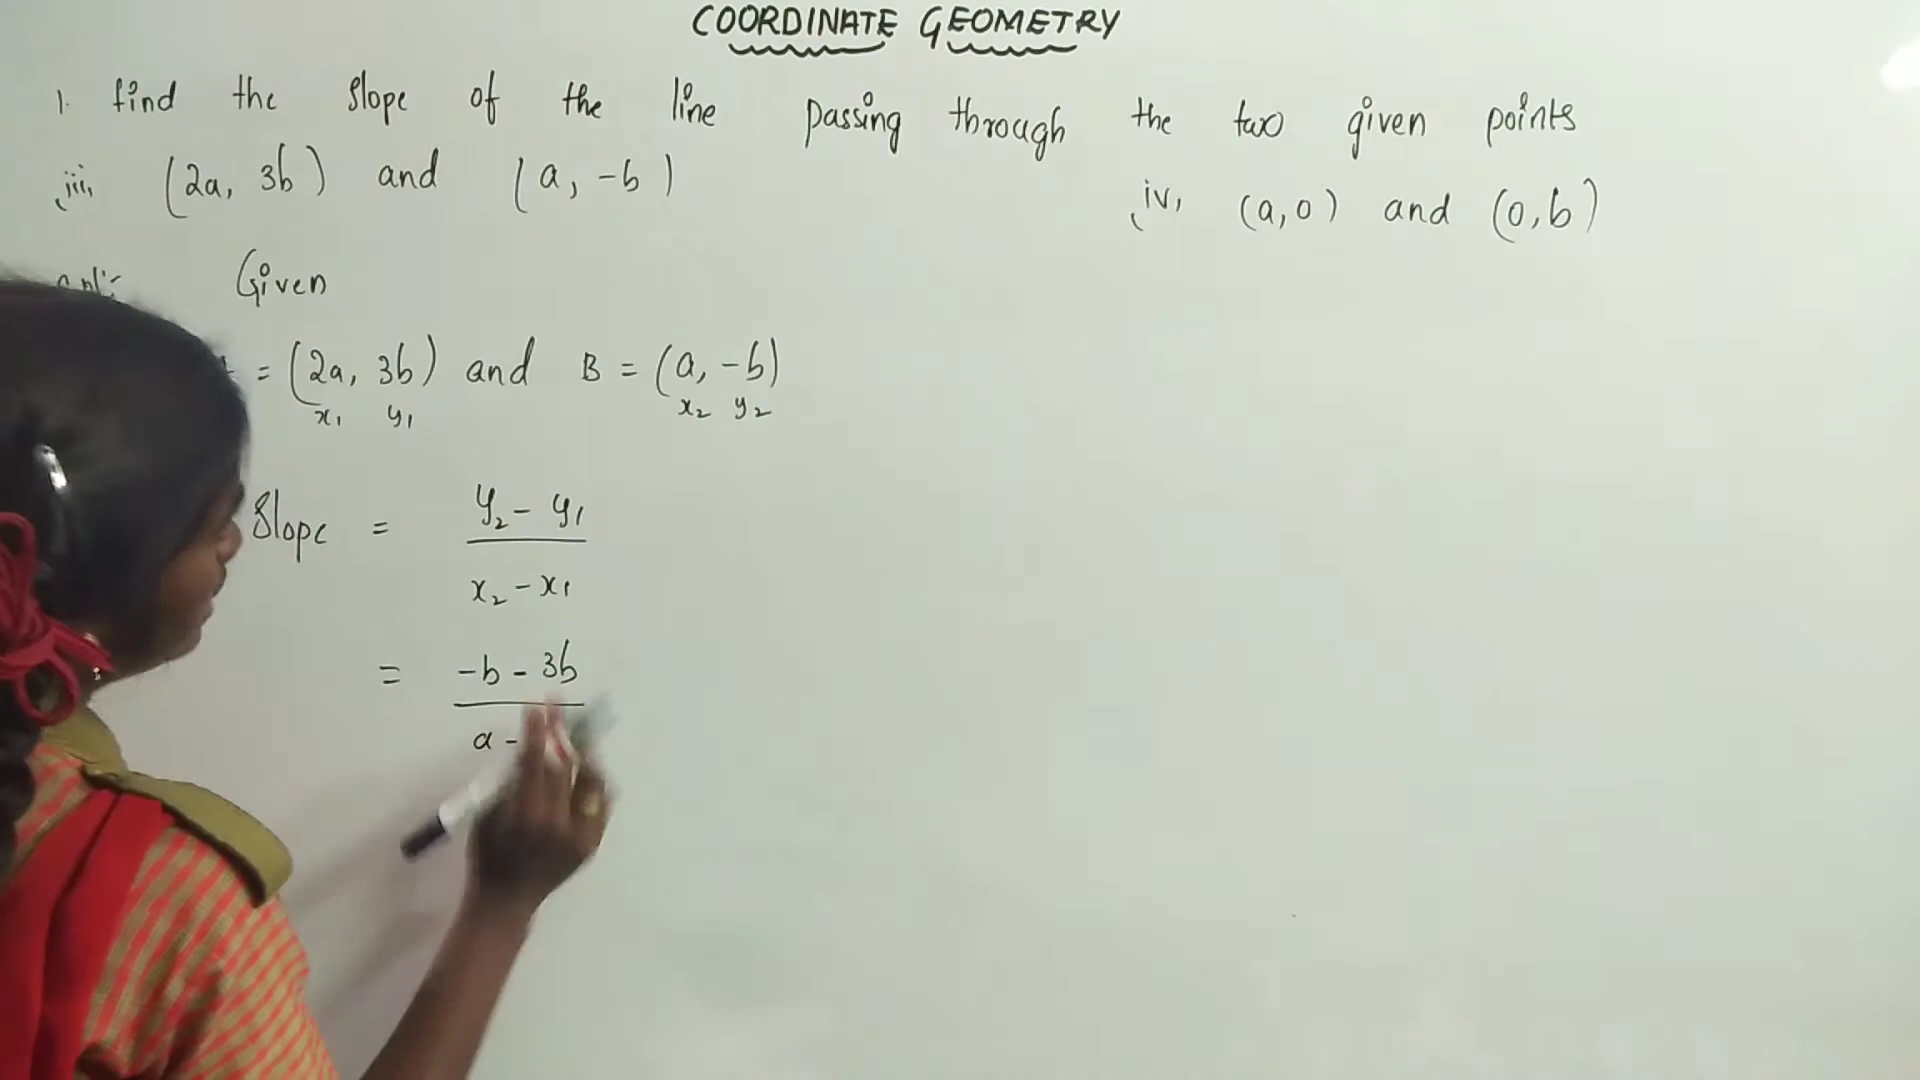 COORDINATE GEOMETRY
1. find the slope of the line passing through the two given points
iii, (2a, 3b) and (a, -b)
iv, (a,0) and (0,b)
Given
= (2a, 3b) and B = (a, -b)
x₁ y₁ x₂ y₂
Slope = y₂ - y₁
x₂ - x₁
= -b - 3b
a -